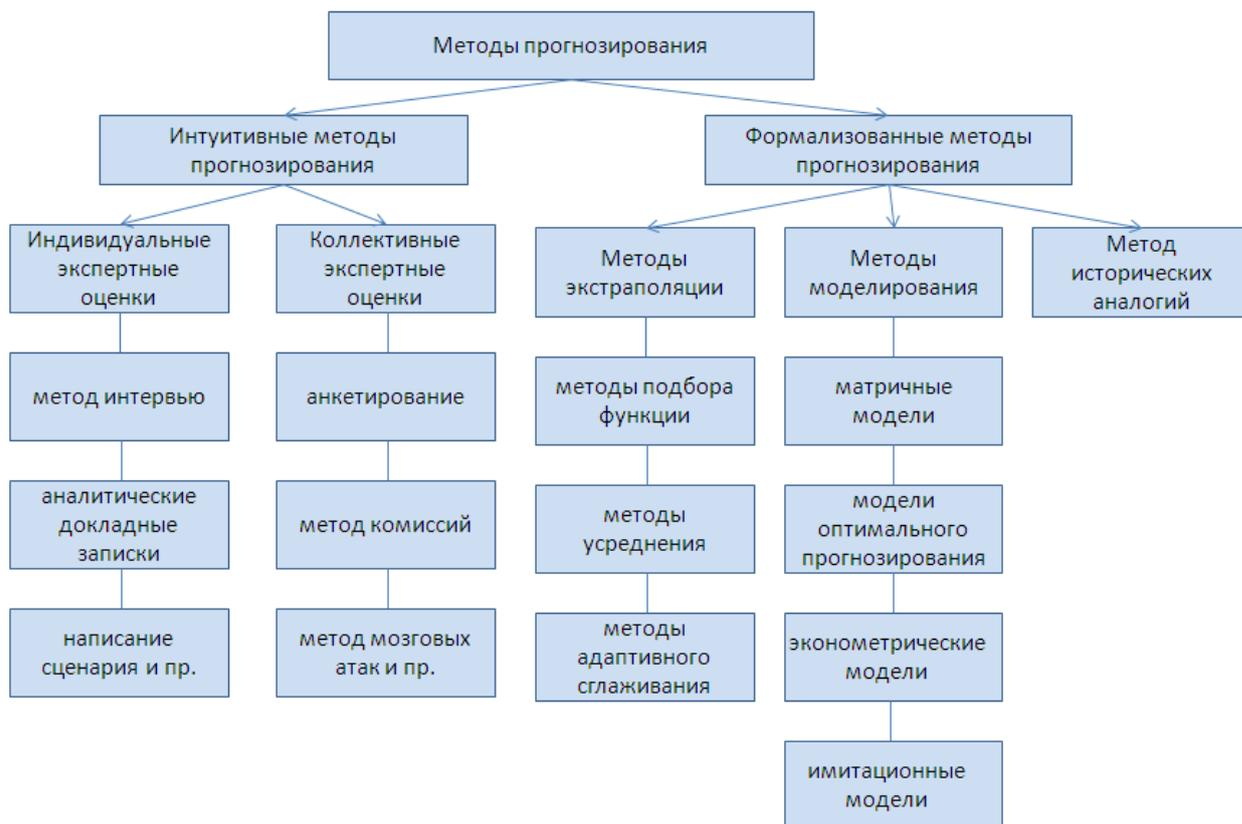 Методы прогнозирования
Интуитивные методы
прогнозирования
Формализованные методы
прогнозирования
Индивидуальные
экспертные
оценки
Коллективные
экспертные
оценки
Методы
экстраполяции
Методы
моделирования
Метод
исторических
аналогий
метод интервью
анкетирование
методы подбора
функции
матричные
модели
аналитические
докладные
записки
метод комиссий
методы
усреднения
модели
оптимального
прогнозирования
написание
сценария и пр.
метод мозговых
атак и пр.
методы
адаптивного
сглаживания
эконометрические
модели
имитационные
модели